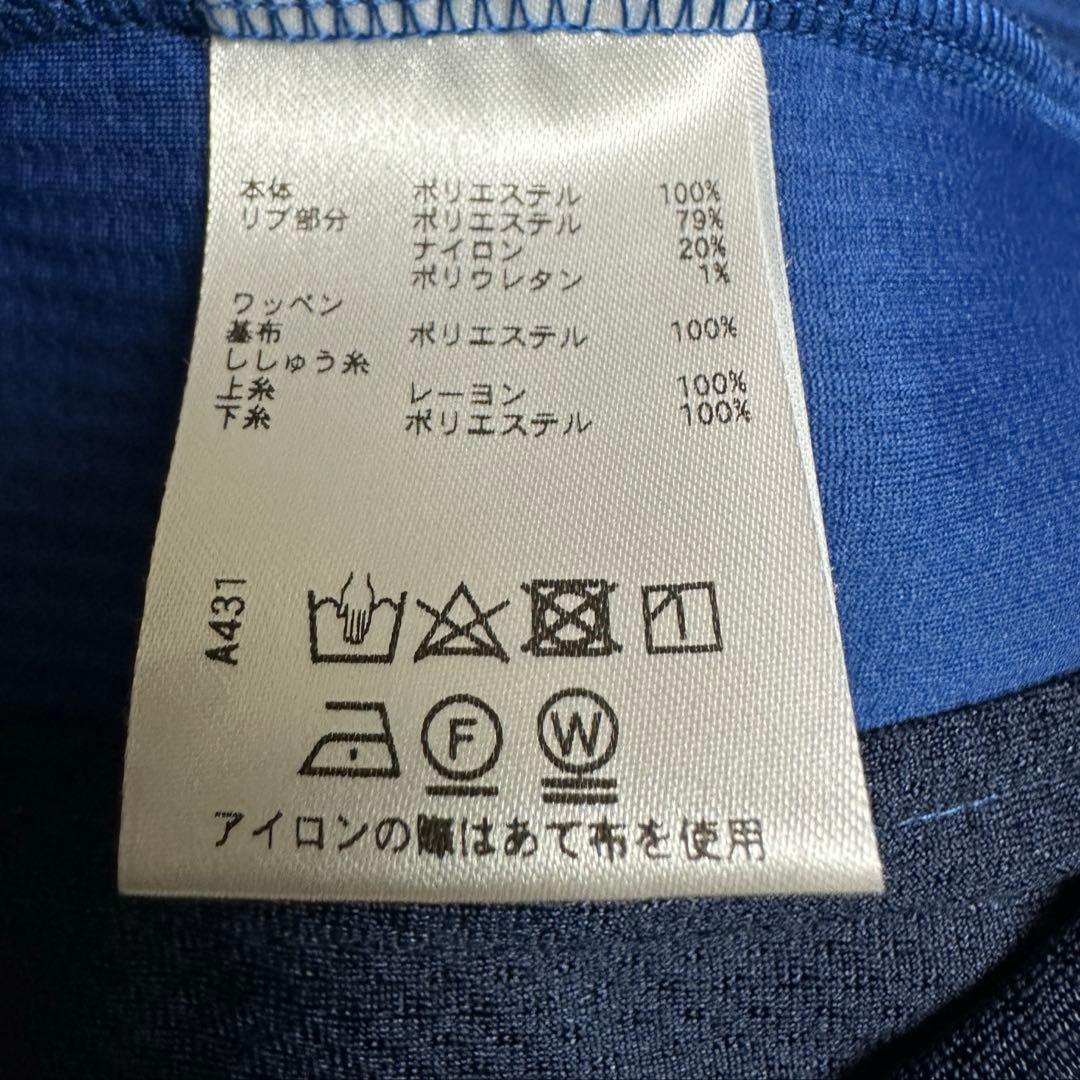 本体 ポリエステル 100%
リブ部分 ポリエステル 79%
ナイロン 20%
ポリウレタン 1%
ワッペン
基布 ポリエステル 100%
ししゅう糸
上糸 レーヨン 100%
下糸 ポリエステル 100%
A431
F W
アイロンの際はあて布を使用